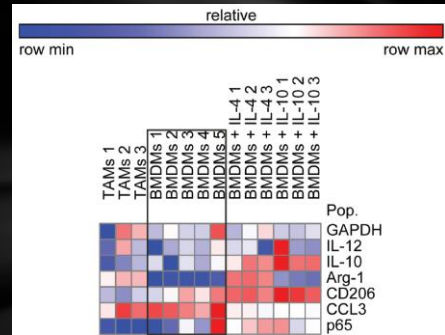 relative
row min row max
TAMs 1
TAMs 2
TAMs 3
BMDMs 1
BMDMs 2
BMDMs 3
BMDMs 4
BMDMs 5
BMDMs + IL-4 1
BMDMs + IL-4 2
BMDMs + IL-4 3
BMDMs + IL-10 1
BMDMs + IL-10 2
BMDMs + IL-10 3
Pop.
GAPDH
IL-12
IL-10
Arg-1
CD206
CCL3
p65